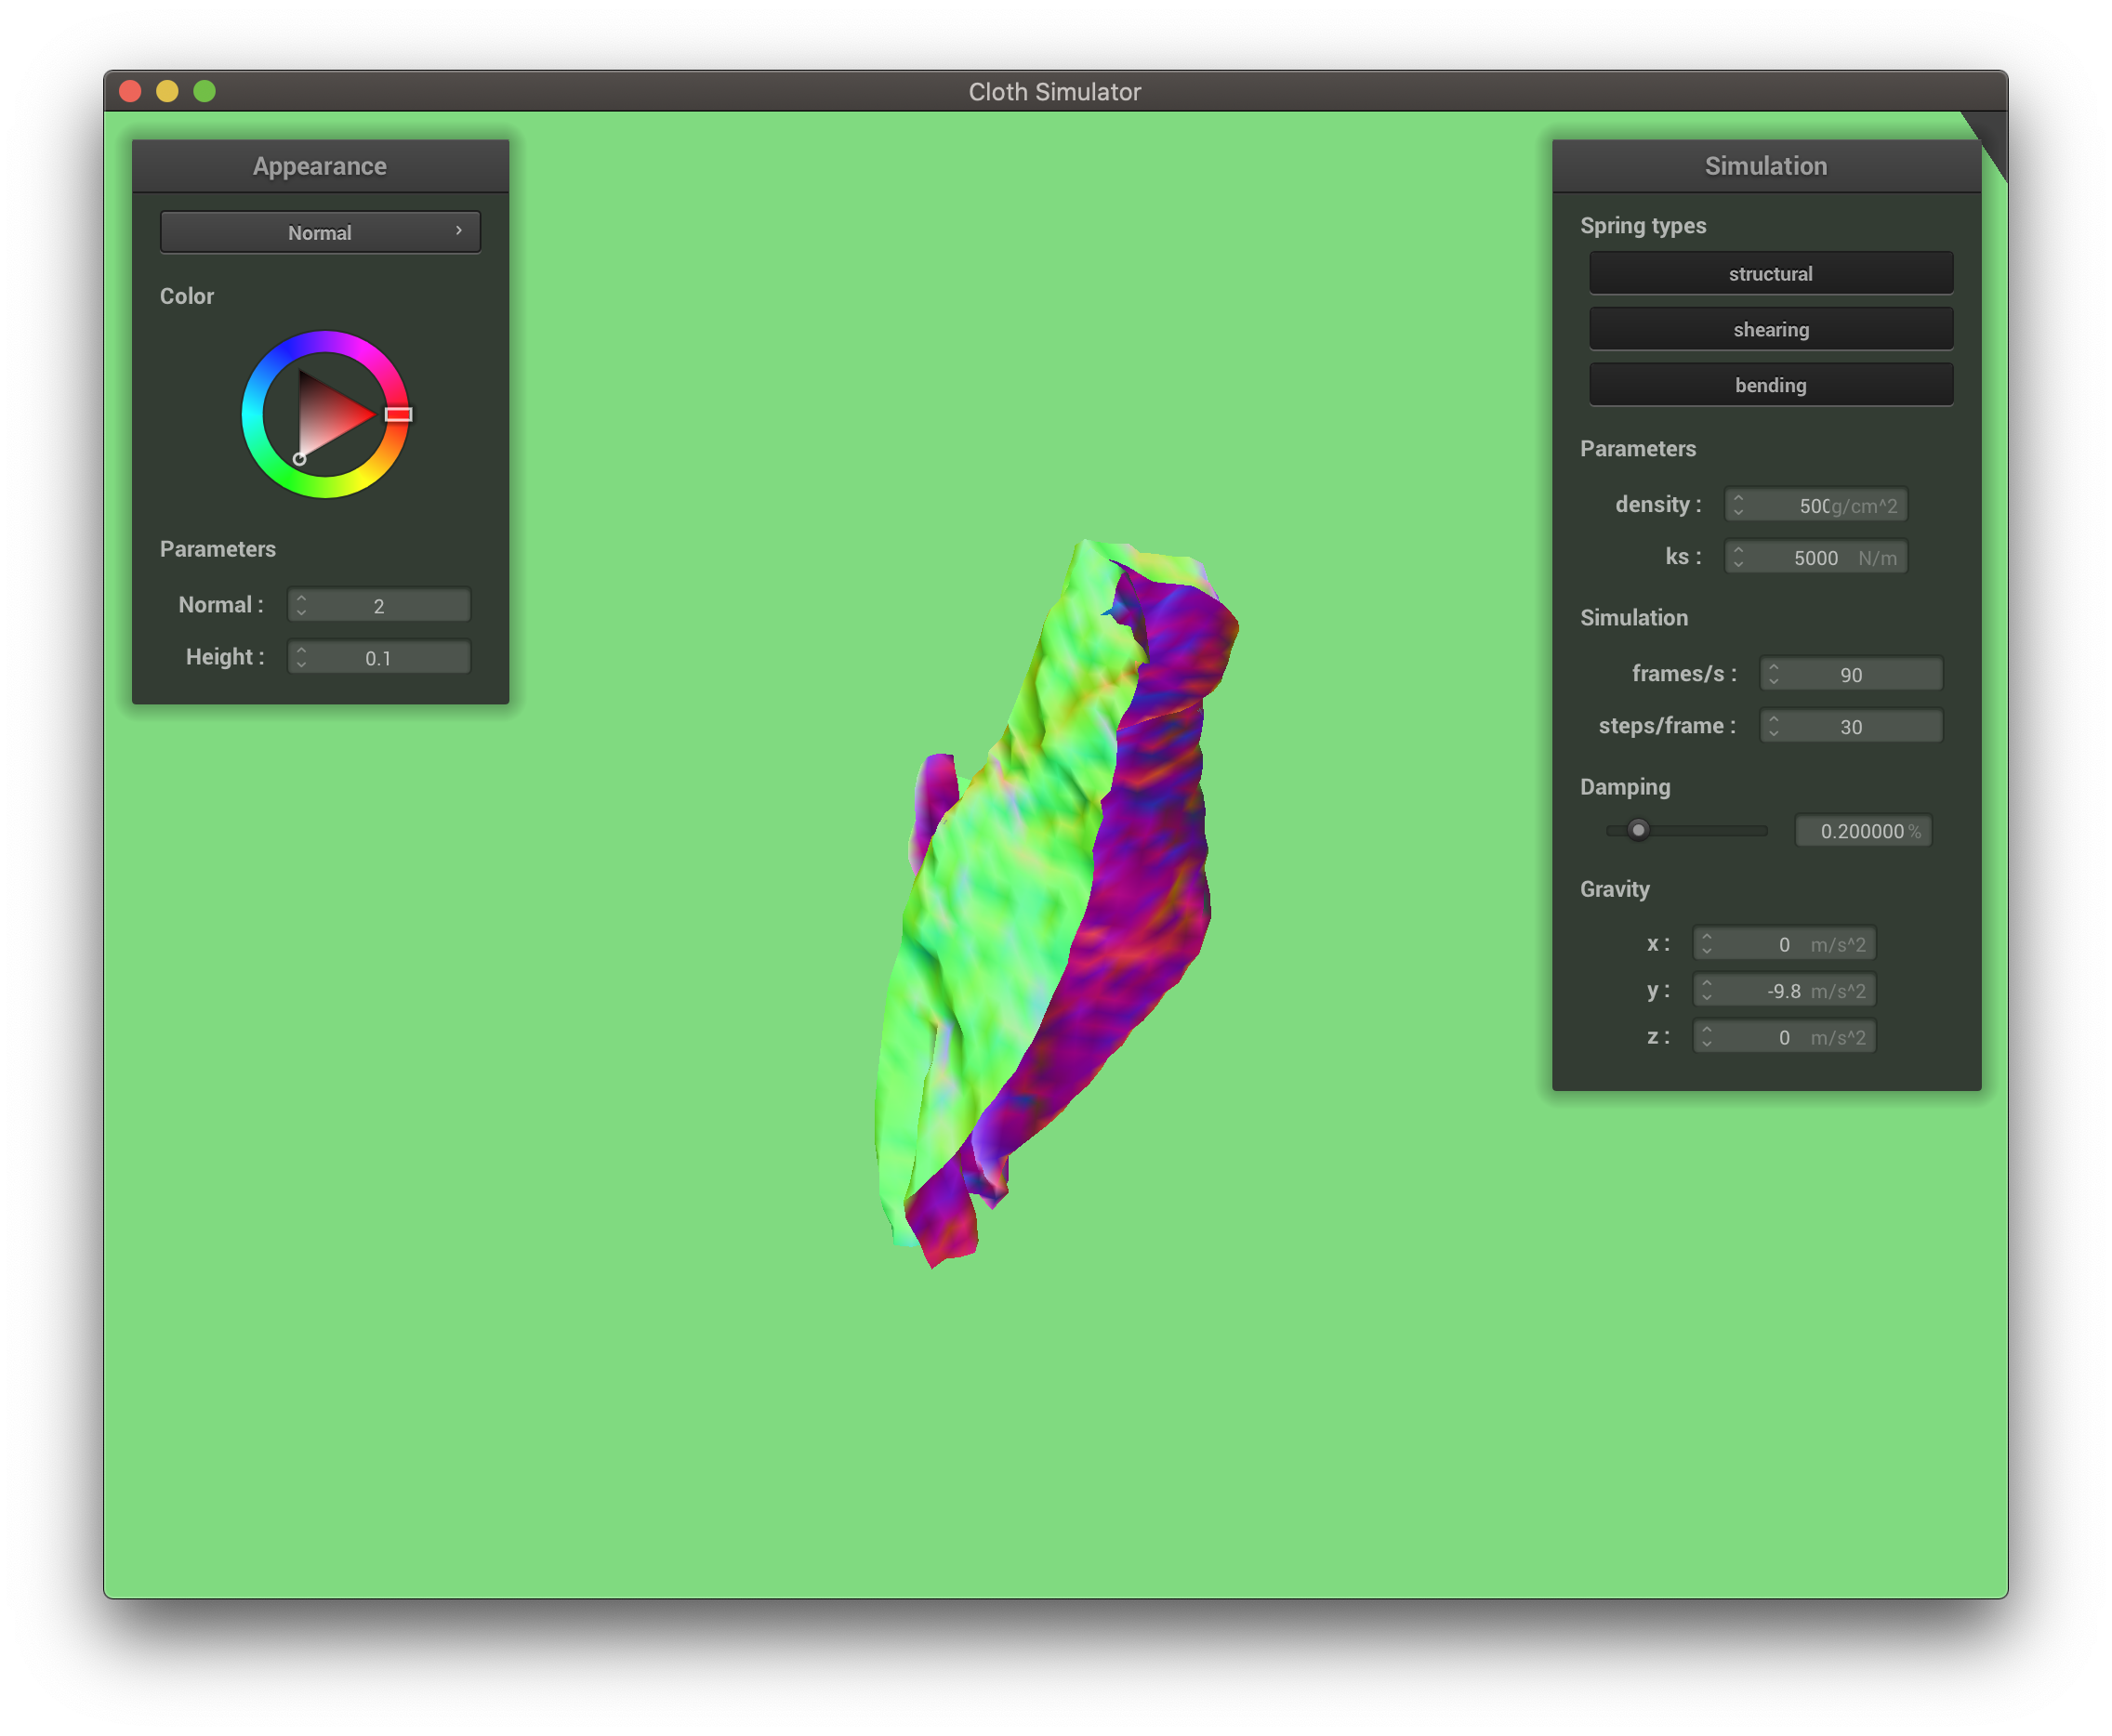 Cloth Simulator
Appearance
Normal
Color
Parameters
Normal : 2
Height : 0.1
Simulation
Spring types
structural
shearing
bending
Parameters
density : 500 g/cm^2
ks : 5000 N/m
Simulation
frames/s : 90
steps/frame : 30
Damping
0.200000 %
Gravity
x : 0 m/s^2
y : -9.8 m/s^2
z : 0 m/s^2